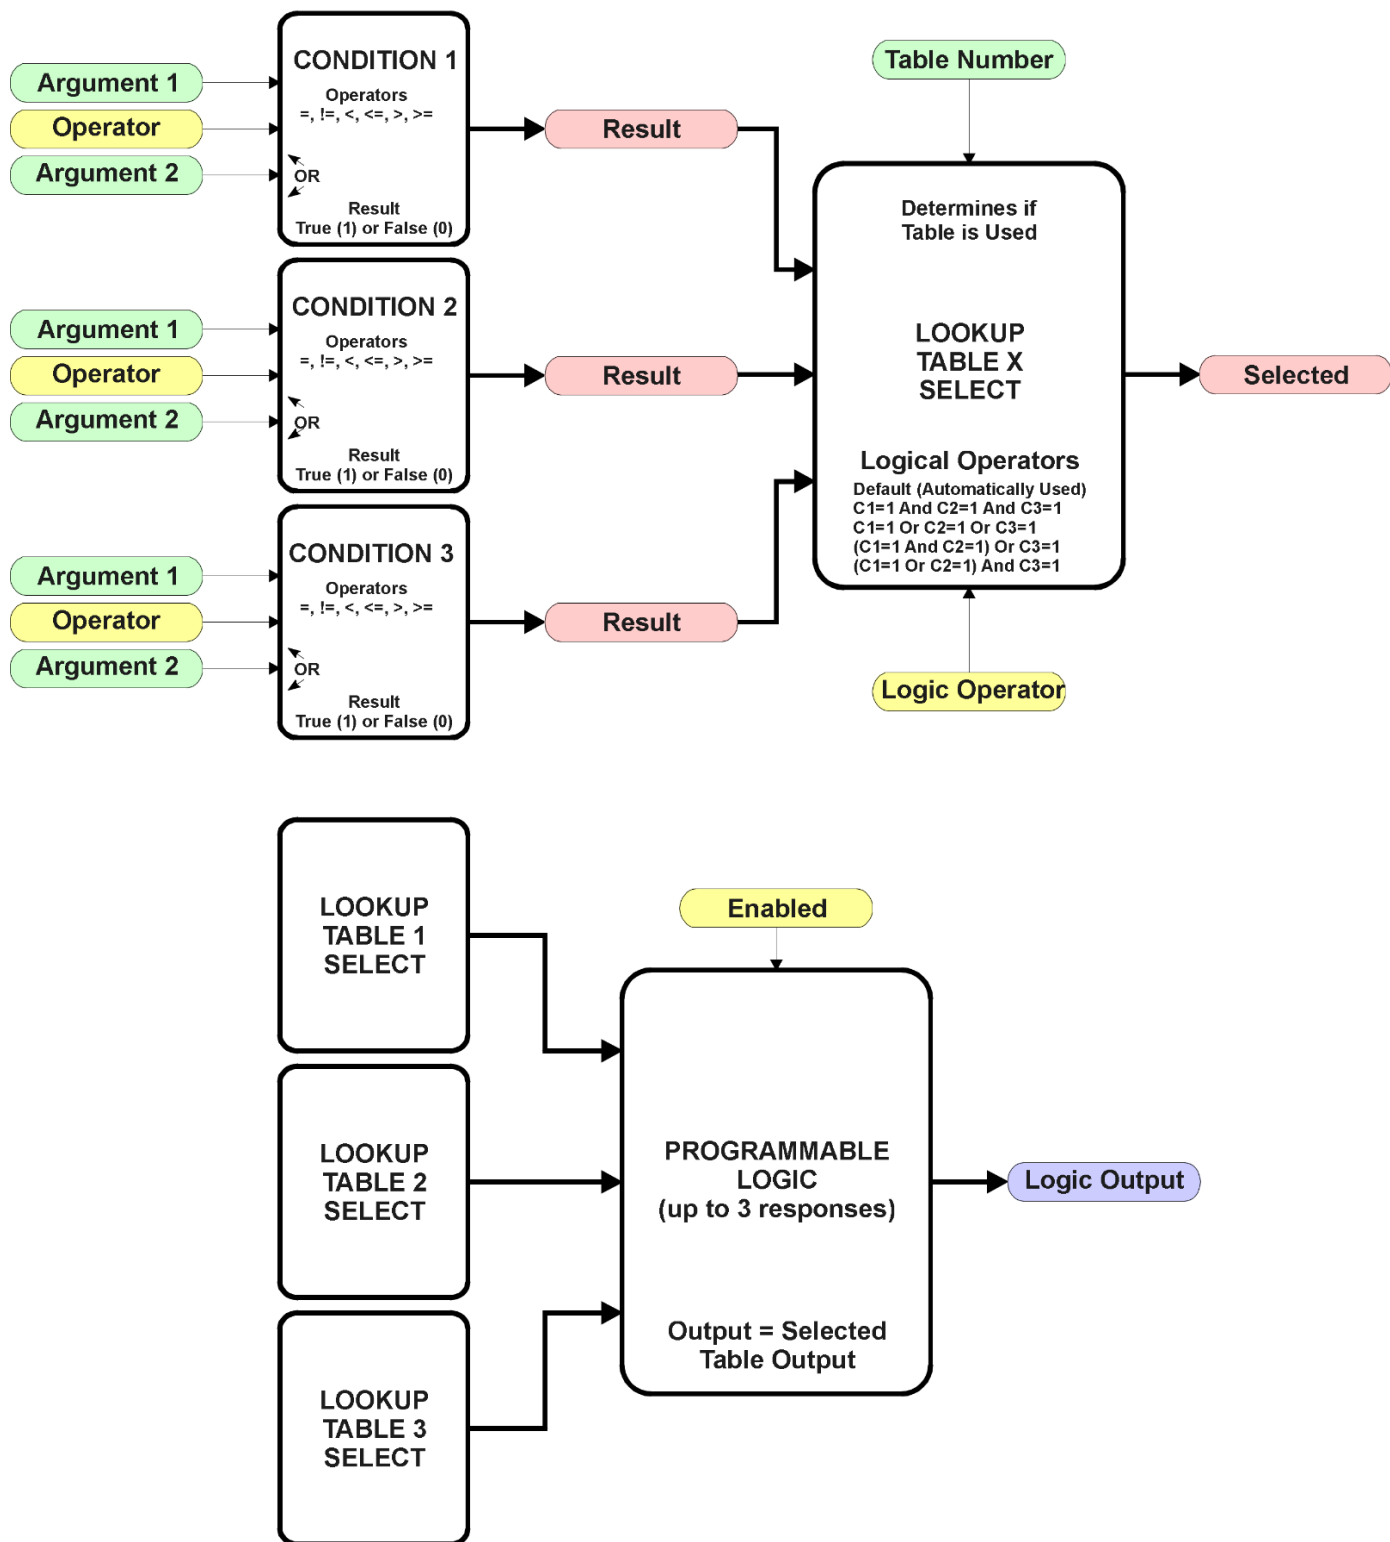 Argument 1
Operator
Argument 2
CONDITION 1
Operators
=, !=, <, <=, >, >=
OR
Result
True (1) or False (0)
Result
Argument 1
Operator
Argument 2
CONDITION 2
Operators
=, !=, <, <=, >, >=
OR
Result
True (1) or False (0)
Result
Argument 1
Operator
Argument 2
CONDITION 3
Operators
=, !=, <, <=, >, >=
OR
Result
True (1) or False (0)
Result
Table Number
Determines if
Table is Used
LOOKUP
TABLE X
SELECT
Logical Operators
Default (Automatically Used)
C1=1 And C2=1 And C3=1
C1=1 Or C2=1 Or C3=1
(C1=1 And C2=1) Or C3=1
(C1=1 Or C2=1) And C3=1
Logic Operator
Selected
LOOKUP
TABLE 1
SELECT
LOOKUP
TABLE 2
SELECT
LOOKUP
TABLE 3
SELECT
Enabled
PROGRAMMABLE
LOGIC
(up to 3 responses)
Output = Selected
Table Output
Logic Output